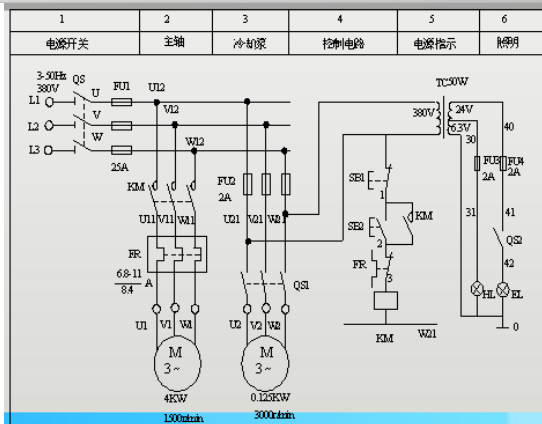 1 2 3 4 5 6
电源开关 主轴 冷却泵 控制电路 电源指示 照明
3-50Hz
380V
QS
FU1
U12
U
L1
V12
V
L2
W12
W
L3
25A
TC50W
380V
24V
6.3V
30
40
FU3
2A
FU4
2A
FU2
2A
SB1
1
KM
U11 V11 W11
U21 V21 W21
SB2
KM
2
31
41
QS2
FR
6.8-11
8.4
A
FR
3
42
QS1
HL
EL
U1 V1 W1
U2 V2 W2
0
KM
W21
M
3~
M
3~
4KW
0.125KW
1500r/min
3000r/min